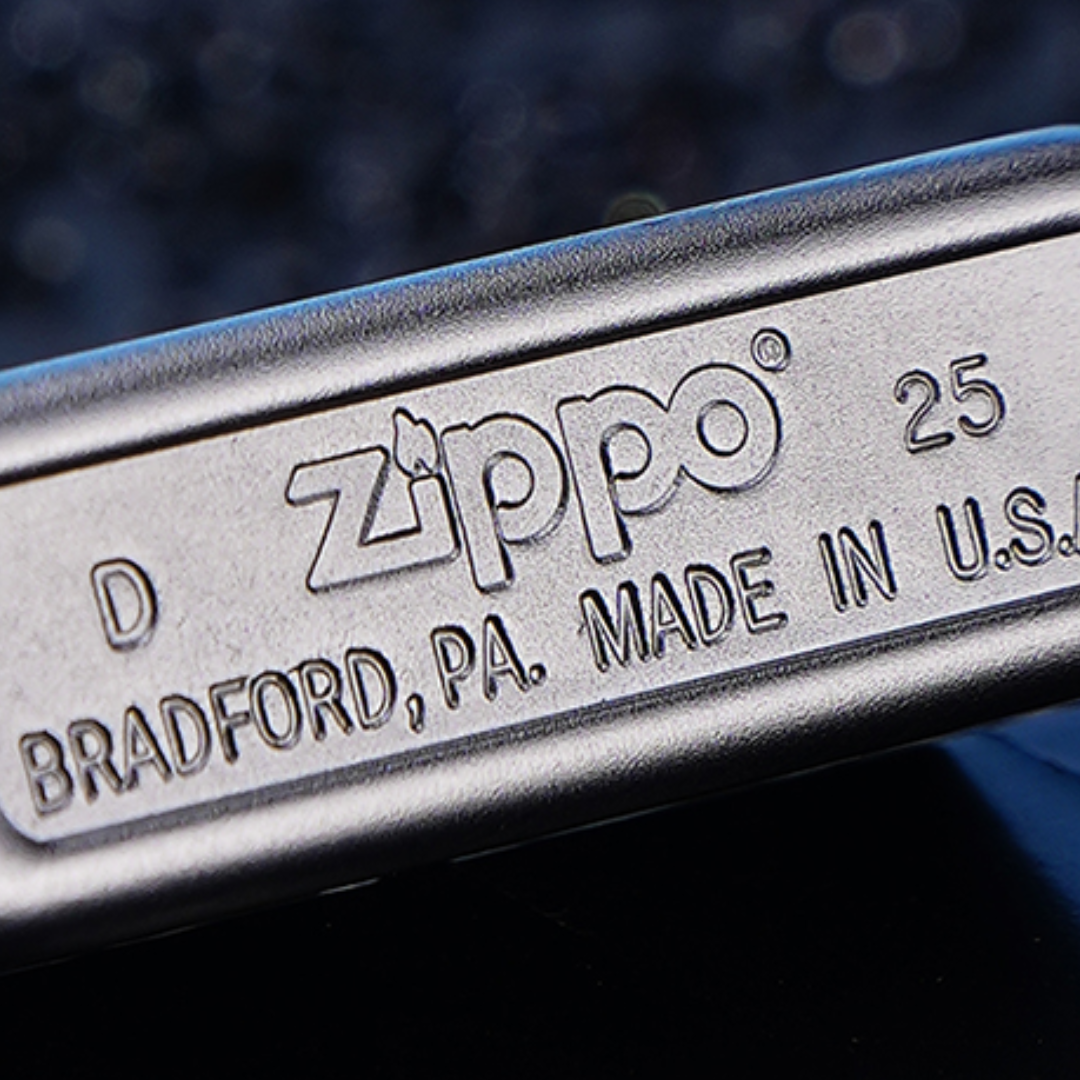 D zippo® 25
BRADFORD, PA. MADE IN U.S.A